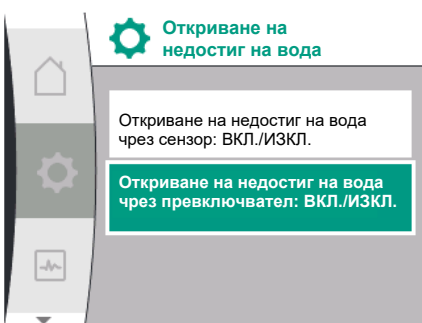 Откриване на
недостиг на вода
Откриване на недостиг на вода
чрез сензор: ВКЛ./ИЗКЛ.
Откриване на недостиг на вода
чрез превключвател: ВКЛ./ИЗКЛ.